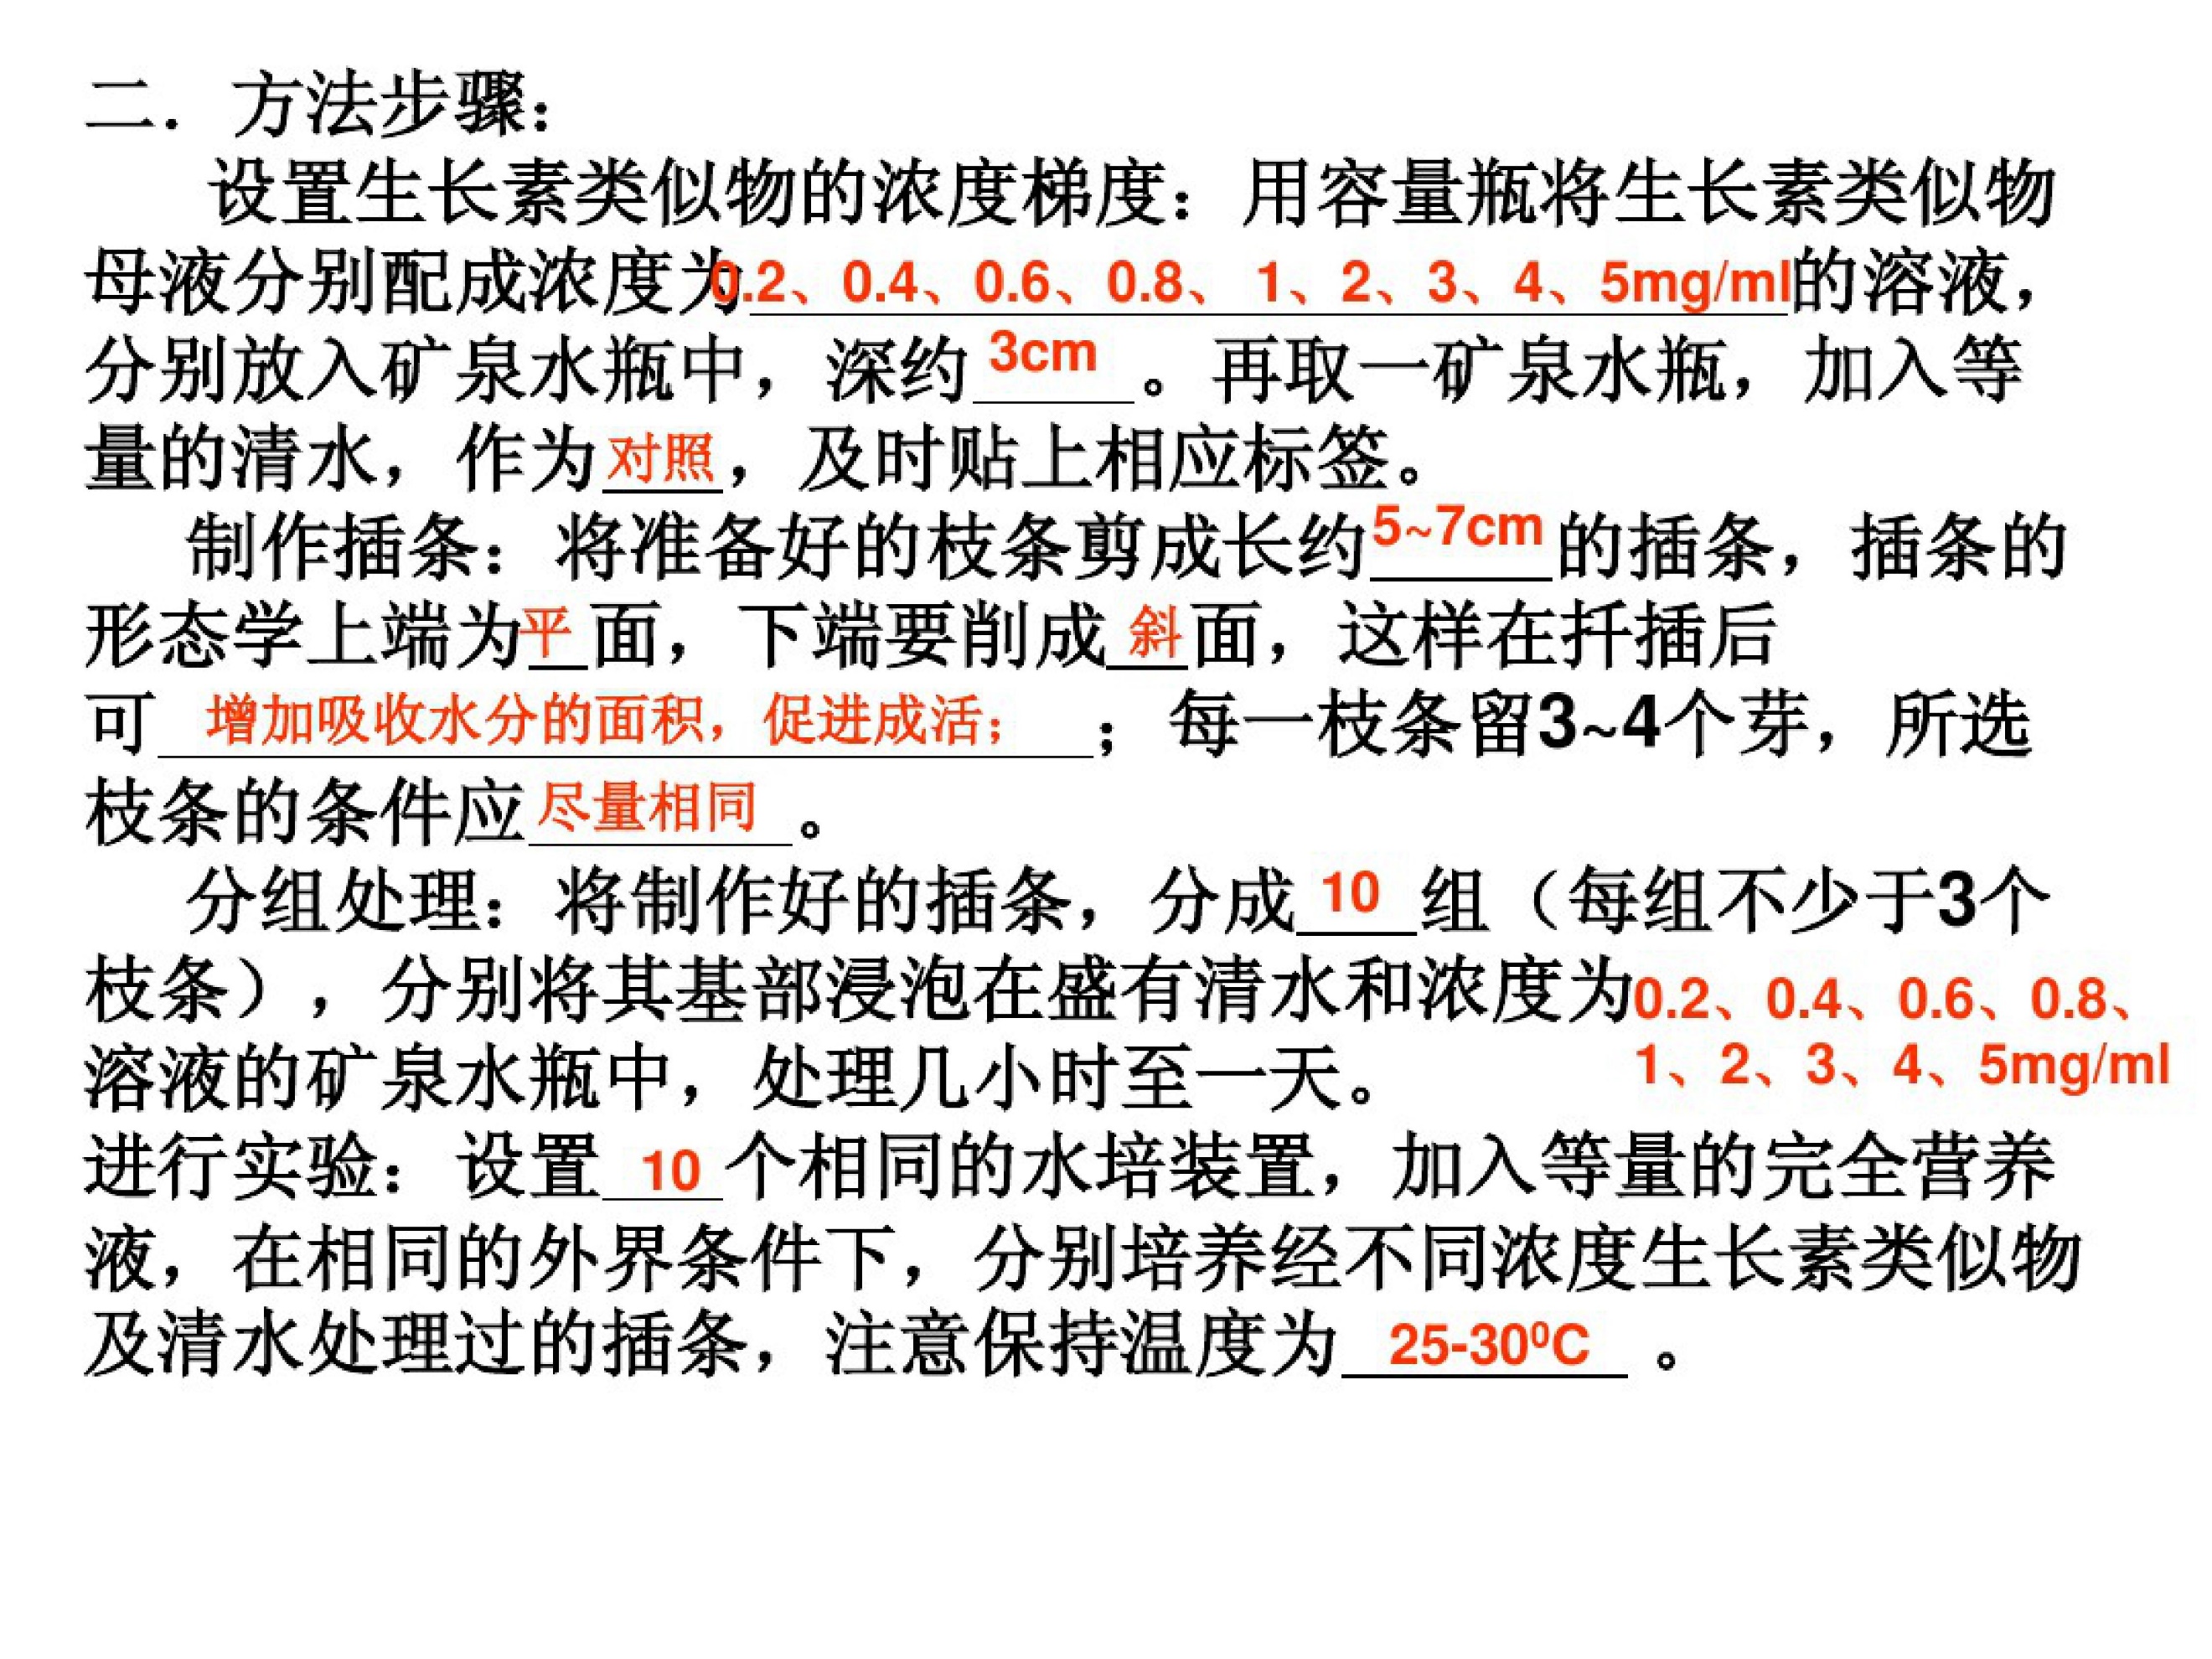 二．方法步骤：
设置生长素类似物的浓度梯度：用容量瓶将生长素类似物
母液分别配成浓度为0.2、0.4、0.6、0.8、 1、2、3、4、5mg/ml的溶液，
分别放入矿泉水瓶中，深约3cm。再取一矿泉水瓶，加入等
量的清水，作为对照，及时贴上相应标签。
制作插条：将准备好的枝条剪成长约5~7cm的插条，插条的
形态学上端为平面，下端要削成斜面，这样在扦插后
可增加吸收水分的面积，促进成活；；每一枝条留3~4个芽，所选
枝条的条件应尽量相同。
分组处理：将制作好的插条，分成10组（每组不少于3个
枝条），分别将其基部浸泡在盛有清水和浓度为0.2、0.4、0.6、0.8、
1、2、3、4、5mg/ml
溶液的矿泉水瓶中，处理几小时至一天。
进行实验：设置10个相同的水培装置，加入等量的完全营养
液，在相同的外界条件下，分别培养经不同浓度生长素类似物
及清水处理过的插条，注意保持温度为25-30⁰C。